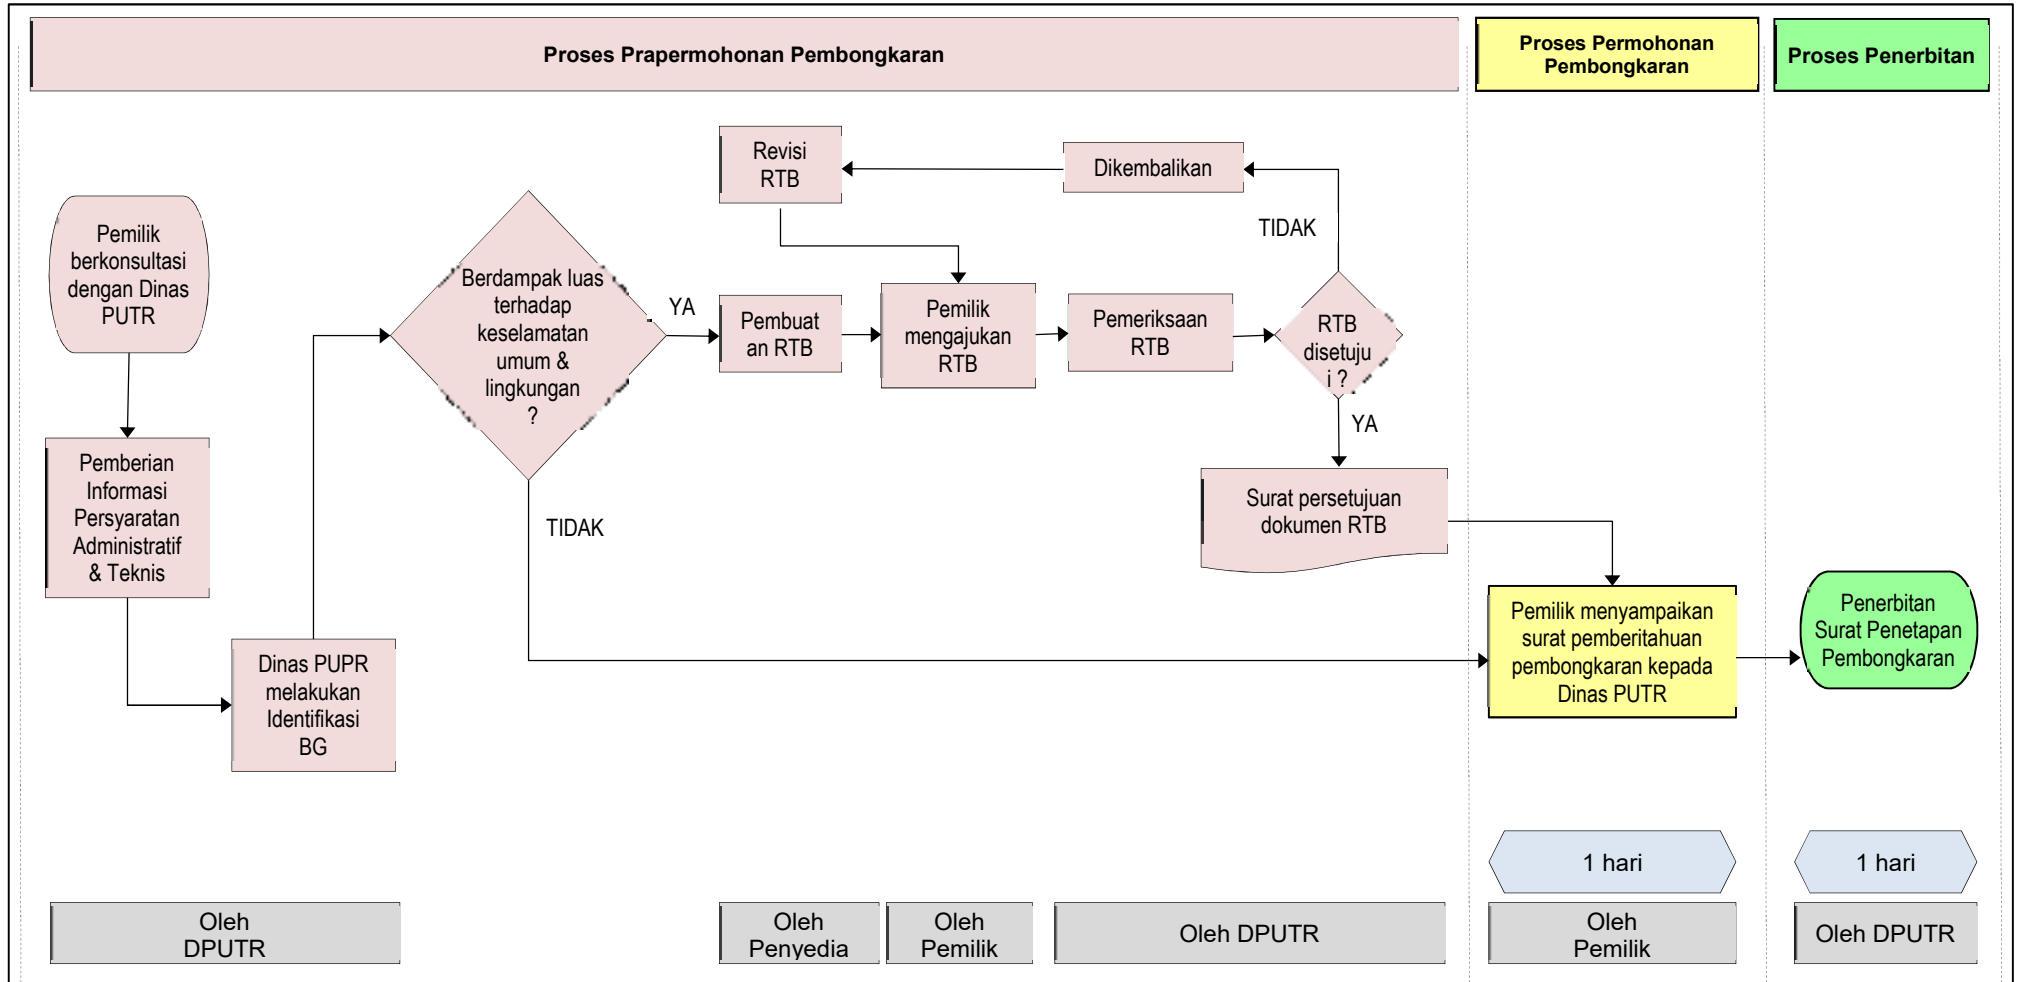 Proses Prapermohonan Pembongkaran
Proses Permohonan
Pembongkaran
Proses Penerbitan
Pemilik
berkonsultasi
dengan Dinas
PUTR
Pemberian
Informasi
Persyaratan
Administratif
& Teknis
Dinas PUPR
melakukan
Identifikasi
BG
Berdampak luas
terhadap
keselamatan
umum &
lingkungan
?
YA
TIDAK
Pembuat
an RTB
Revisi
RTB
Dikembalikan
TIDAK
Pemilik
mengajukan
RTB
Pemeriksaan
RTB
RTB
disetuju
i ?
YA
Surat persetujuan
dokumen RTB
Pemilik menyampaikan
surat pemberitahuan
pembongkaran kepada
Dinas PUTR
Penerbitan
Surat Penetapan
Pembongkaran
1 hari
1 hari
Oleh
DPUTR
Oleh
Penyedia
Oleh
Pemilik
Oleh DPUTR
Oleh
Pemilik
Oleh DPUTR